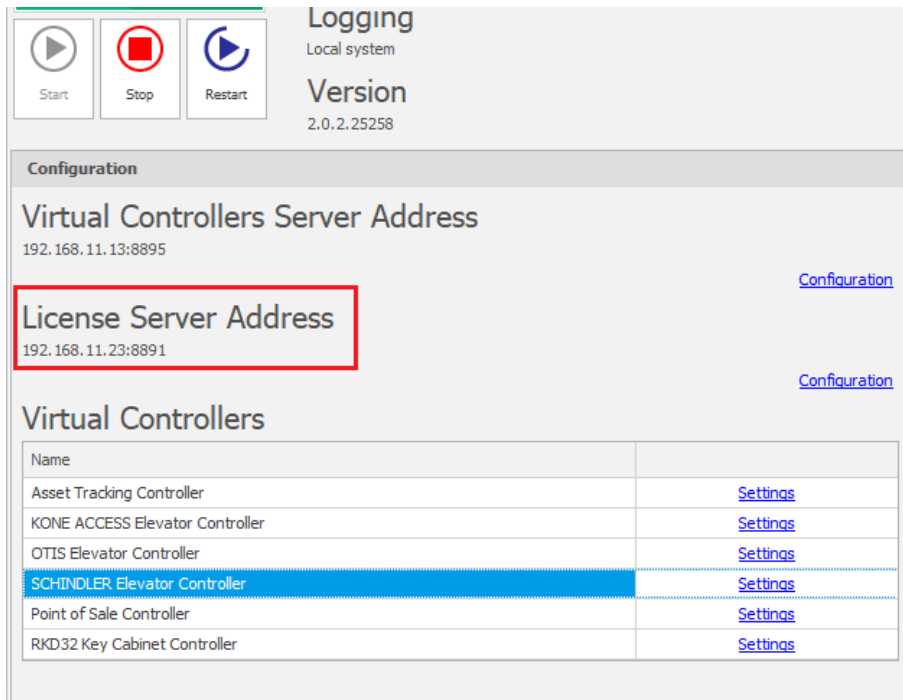 Logging
Local system
Start
Stop
Restart
Version
2.0.2.25258
Configuration
Virtual Controllers Server Address
192.168.11.13:8895
Configuration
License Server Address
192.168.11.23:8891
Configuration
Virtual Controllers
Name
Asset Tracking Controller Settings
KONE ACCESS Elevator Controller Settings
OTIS Elevator Controller Settings
SCHINDLER Elevator Controller Settings
Point of Sale Controller Settings
RKD32 Key Cabinet Controller Settings